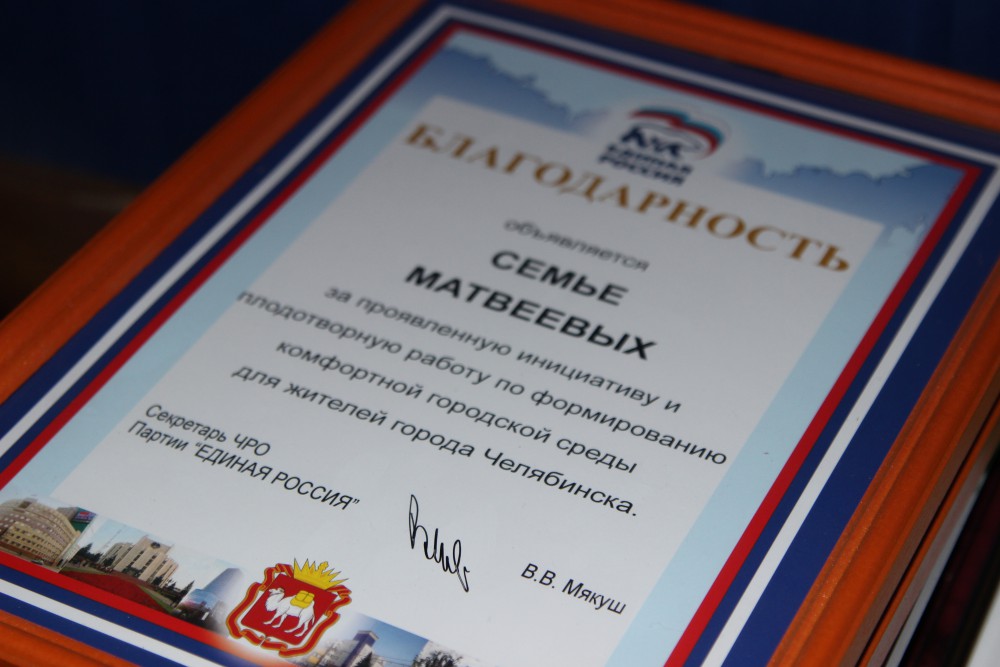 ЕДИНАЯ
РОССИЯ
БЛАГОДАРНОСТЬ
объявляется
СЕМЬЕ
МАТВЕЕВЫХ
за проявленную инициативу и
плодотворную работу по формированию
комфортной городской среды
для жителей города Челябинска.
Секретарь ЧРО
Партии "ЕДИНАЯ РОССИЯ"
В.В. Мякуш